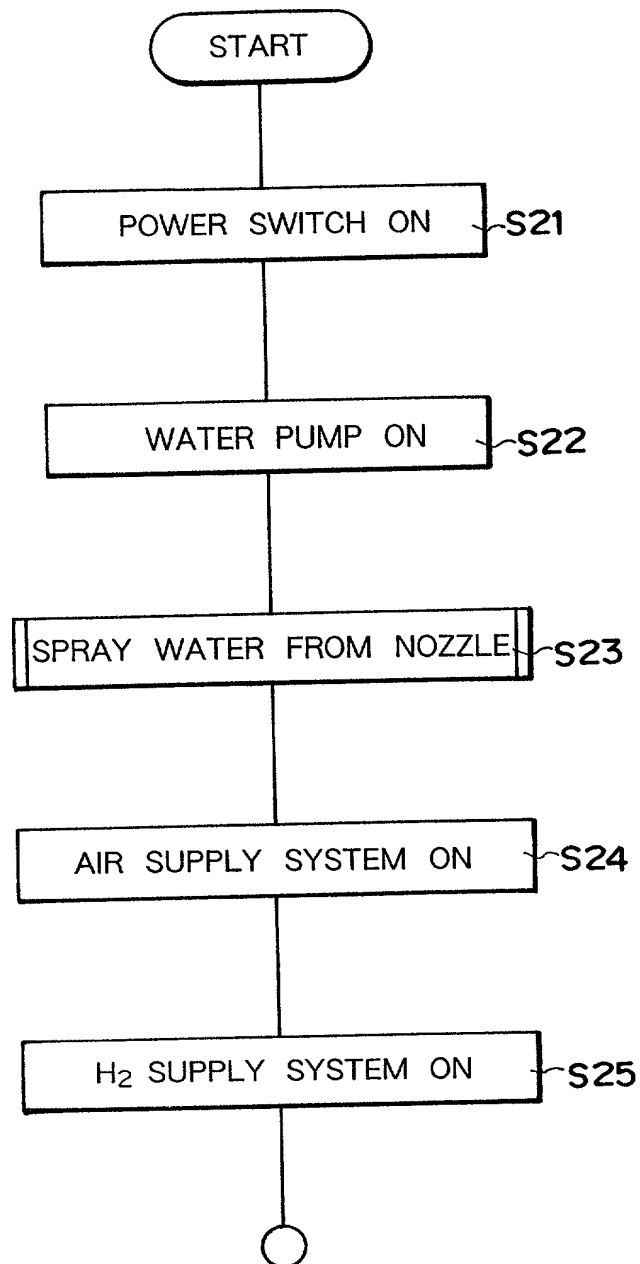 START
POWER SWITCH ON S21
WATER PUMP ON S22
SPRAY WATER FROM NOZZLE S23
AIR SUPPLY SYSTEM ON S24
H2 SUPPLY SYSTEM ON S25